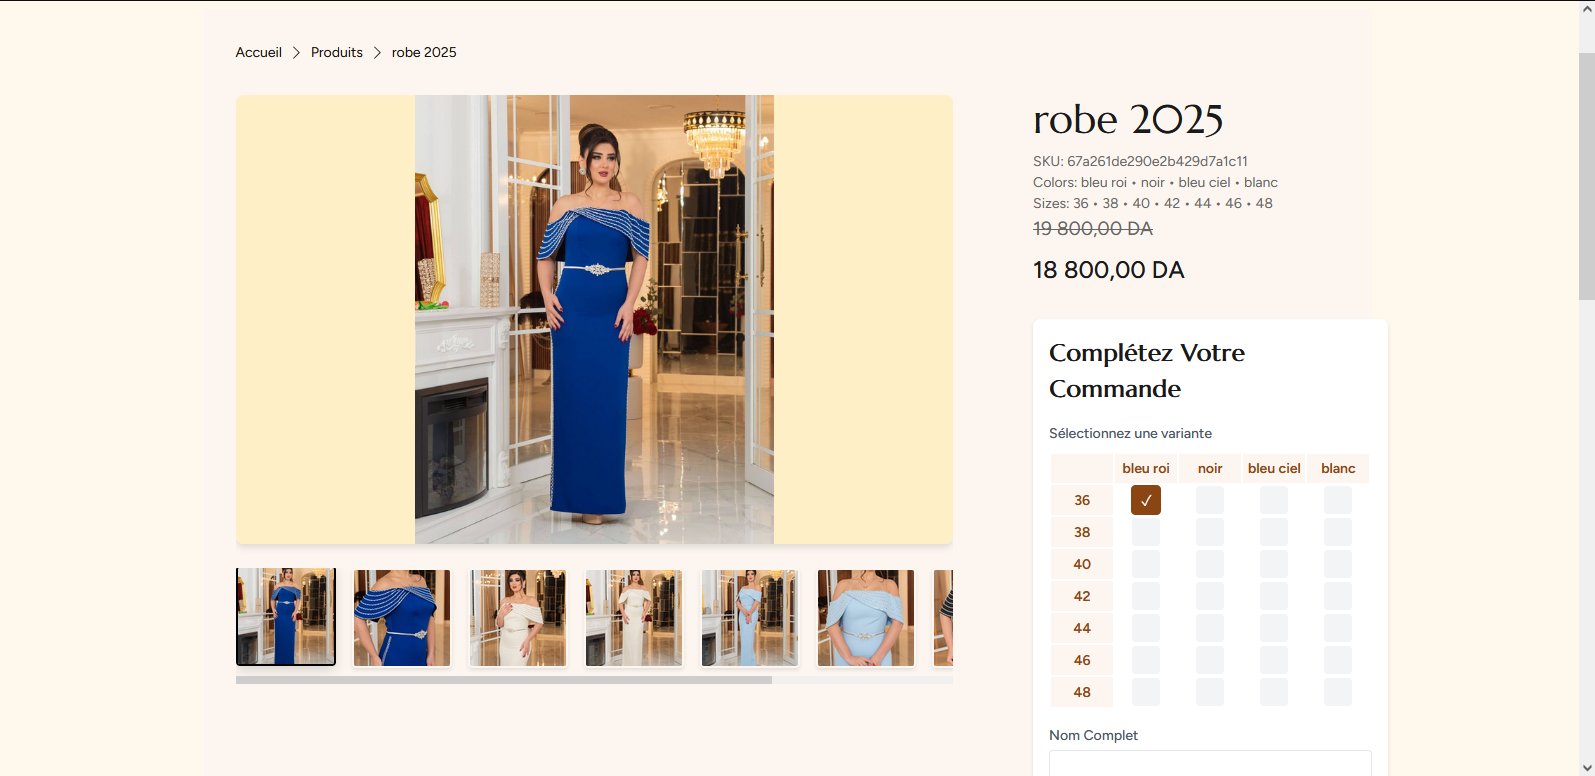 Accueil > Produits > robe 2025
robe 2025
SKU: 67a261de290e2b429d7a1c11
Colors: bleu roi • noir • bleu ciel • blanc
Sizes: 36 • 38 • 40 • 42 • 44 • 46 • 48
19 800,00 DA
18 800,00 DA
Complétez Votre
Commande
Sélectionnez une variante
bleu roi noir bleu ciel blanc
36 ✓
38
40
42
44
46
48
Nom Complet